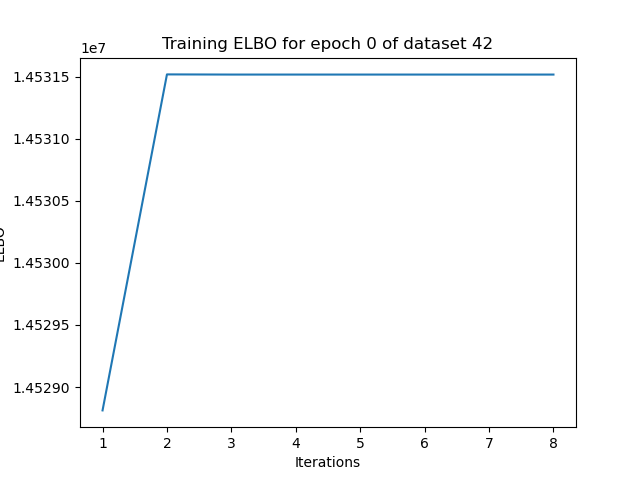 Training ELBO for epoch 0 of dataset 42
1e7
1.45315
1.45310
1.45305
1.45300
1.45295
1.45290
ELBO
1 2 3 4 5 6 7 8
Iterations